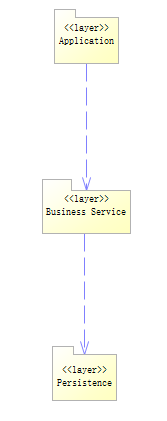 <<layer>>
Application
<<layer>>
Business Service
<<layer>>
Persistence